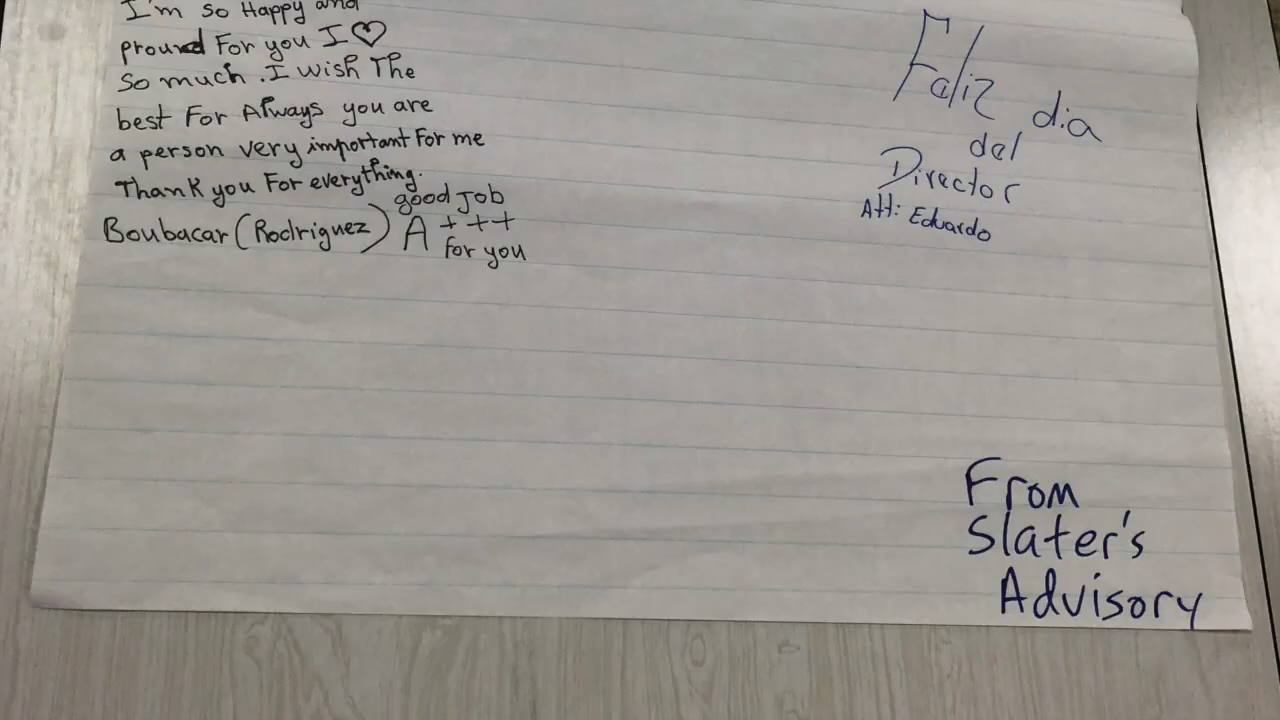 I'm so Happy and
pround For you I ♡
So much. I wish The
best For Always you are
a person very important For me
Thank you For everything.
good Job
Boubacar (Rodriguez) A +++
for you
Feliz dia
del
Director
Att: Eduardo
From
Slater's
Advisory